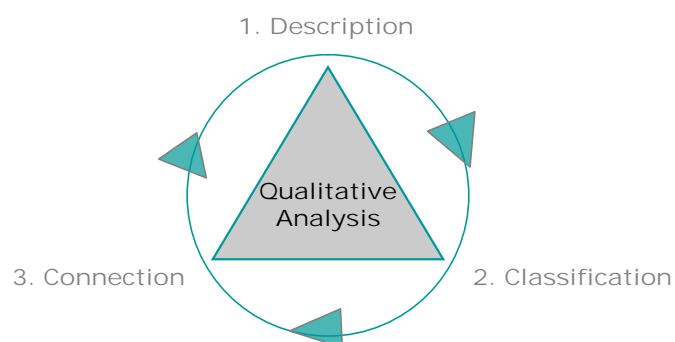 1. Description
Qualitative
Analysis
3. Connection
2. Classification